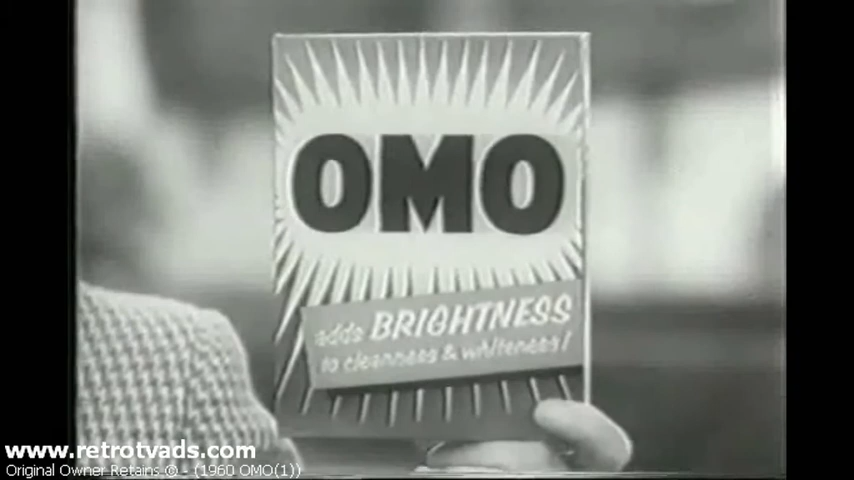 OMO
adds BRIGHTNESS
to cleanness & whiteness!
www.retrotvads.com
Original Owner Retains © - (1960 OMO(1))